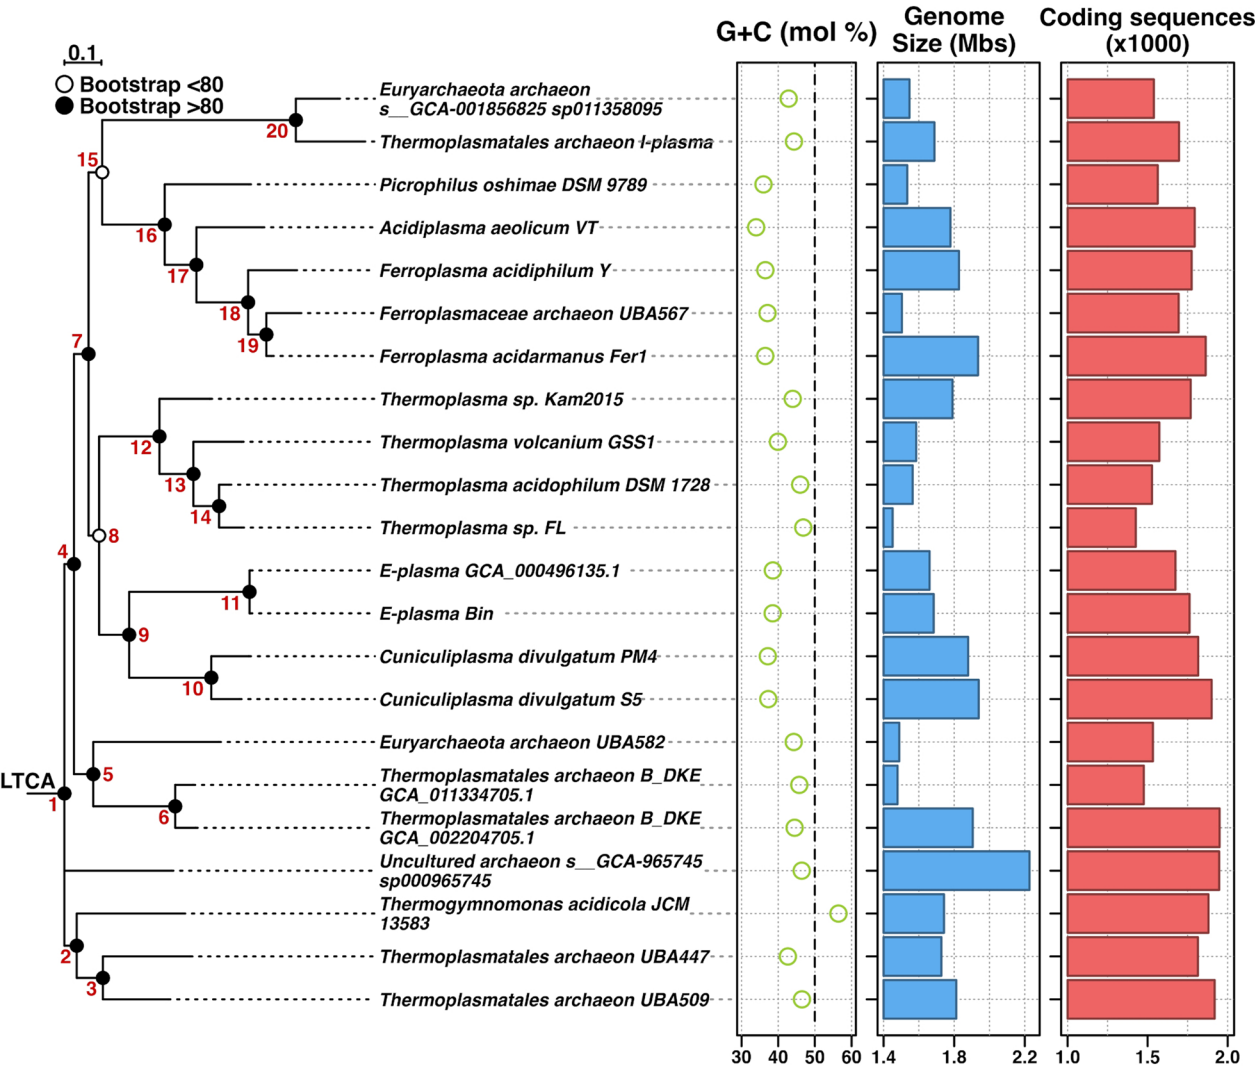 G+C (mol %)
Genome
Size (Mbs)
Coding sequences
(x1000)
0.1
Bootstrap <80
Bootstrap >80
Euryarchaeota archaeon
s__GCA-001856825 sp011358095
20
Thermoplasmatales archaeon I-plasma
15
Picrophilus oshimae DSM 9789
16
Acidiplasma aeolicum VT
17
Ferroplasma acidiphilum Y
18
Ferroplasmaceae archaeon UBA567
19
Ferroplasma acidarmanus Fer1
7
Thermoplasma sp. Kam2015
12
Thermoplasma volcanium GSS1
13
Thermoplasma acidophilum DSM 1728
14
Thermoplasma sp. FL
8
4
E-plasma GCA_000496135.1
11
E-plasma Bin
9
Cuniculiplasma divulgatum PM4
10
Cuniculiplasma divulgatum S5
Euryarchaeota archaeon UBA582
5
LTCA
1
Thermoplasmatales archaeon B_DKE
GCA_011334705.1
6
Thermoplasmatales archaeon B_DKE
GCA_002204705.1
Uncultured archaeon s__GCA-965745
sp000965745
Thermogymnomonas acidicola JCM
13583
2
Thermoplasmatales archaeon UBA447
3
Thermoplasmatales archaeon UBA509
30 40 50 60
1.4 1.8 2.2
1.0 1.5 2.0